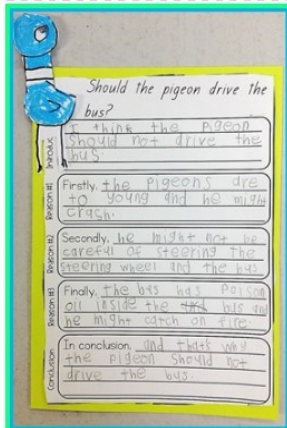 Should the pigeon drive the
bus?
Introduc
I think the pigeon
should not drive the
bus.
Reason #1
Firstly, the pigeons are
to young and he might
crash.
Reason #2
Secondly, he might not be
careful of steering the
steering wheel and the bus
Reason #3
Finally, the bus has poison
oil inside the bus and
he might catch on fire.
Conclusion
In conclusion, and that's why
the pigeon should not
drive the bus.